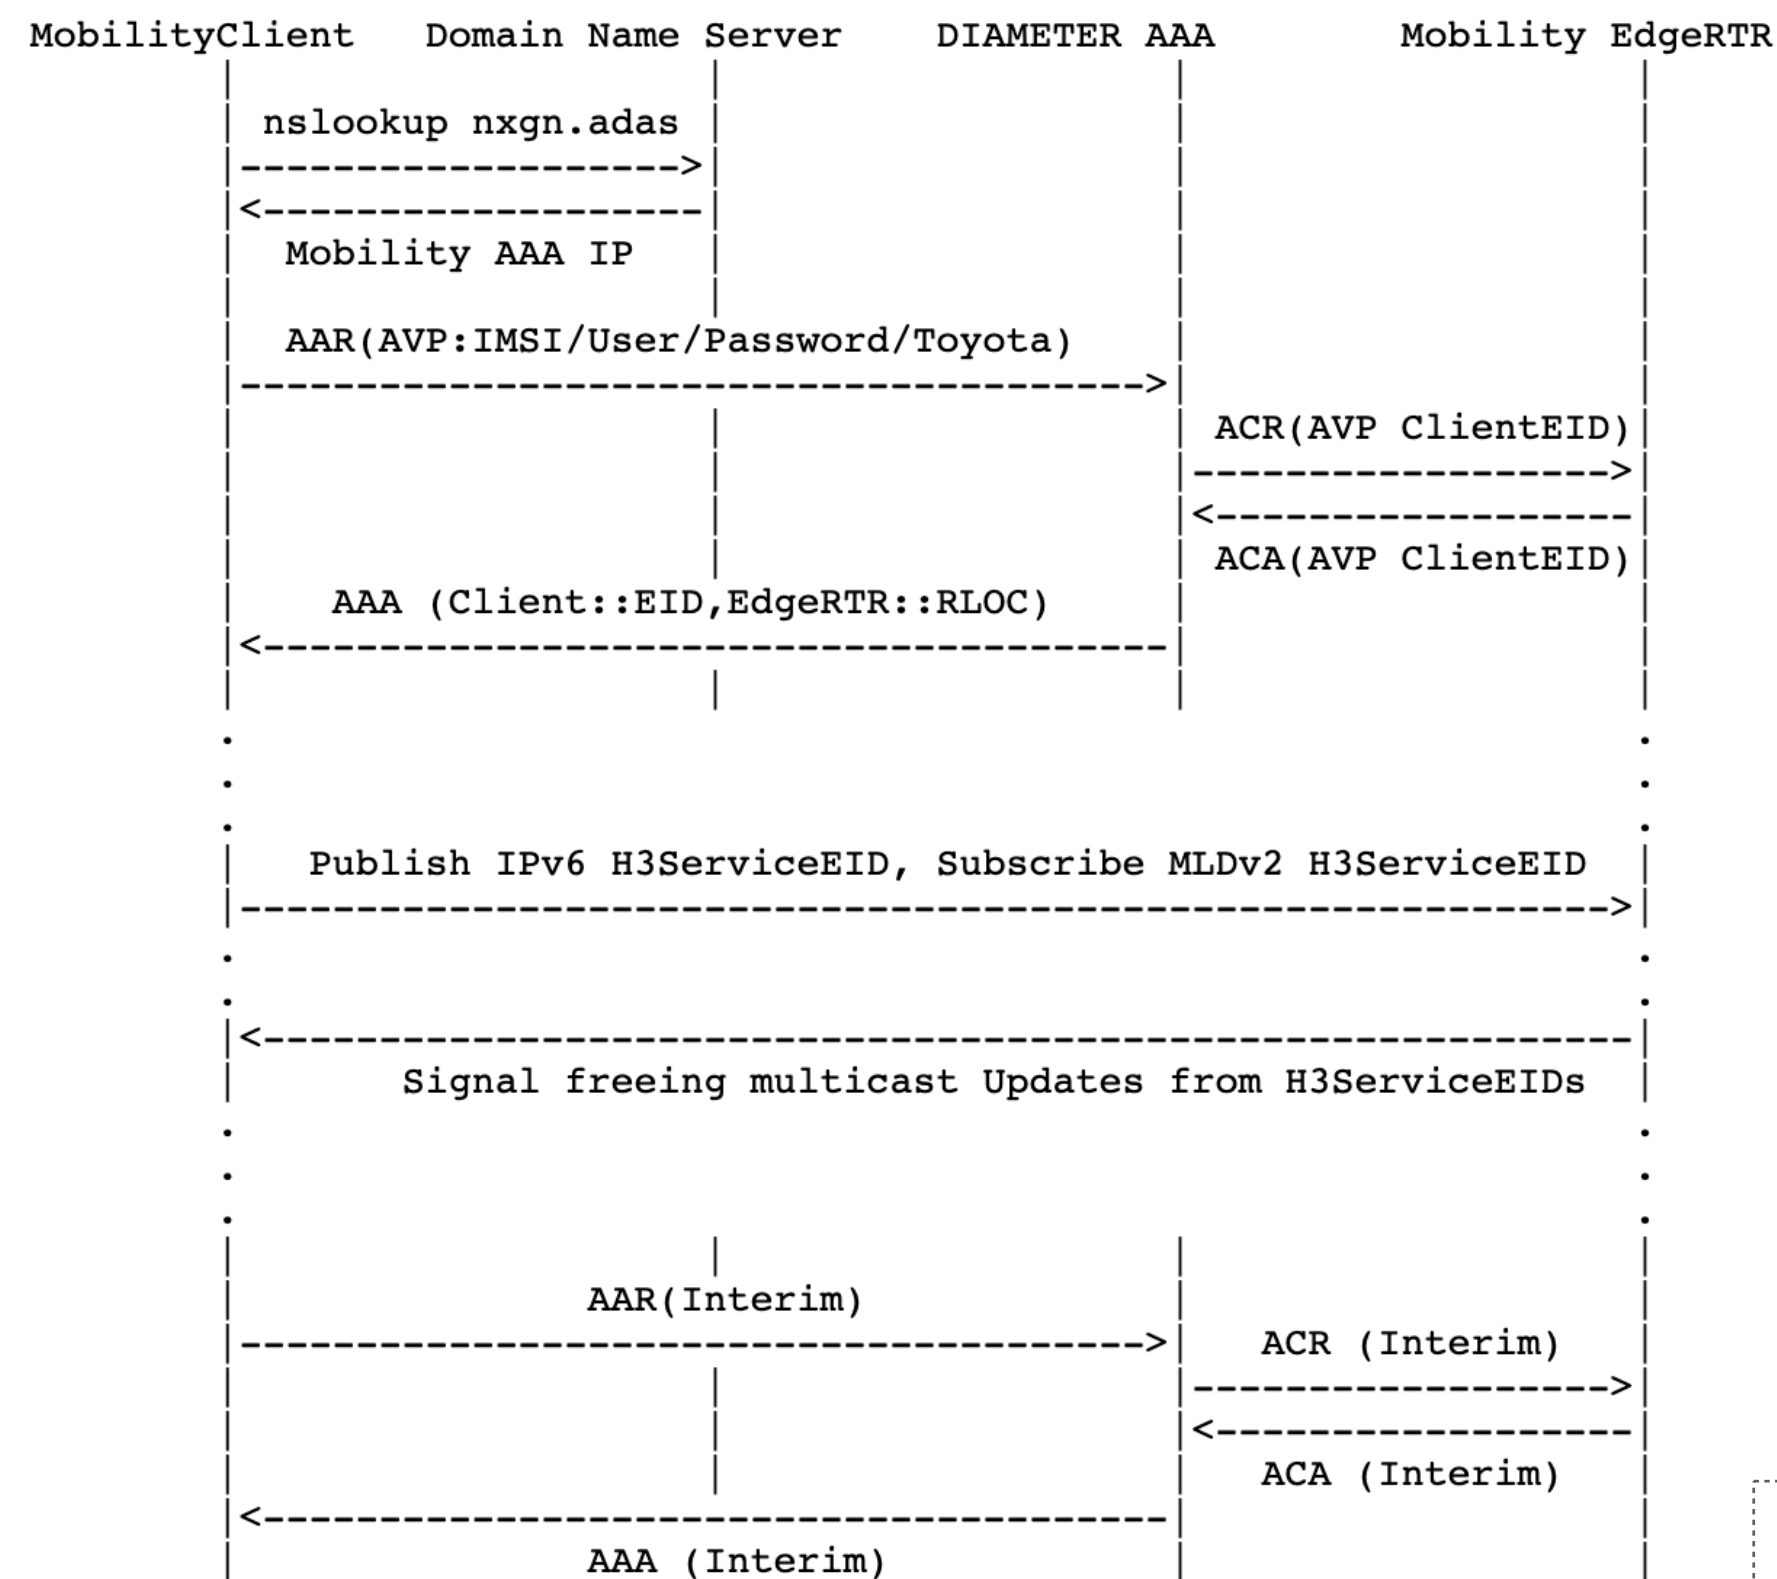 MobilityClient   Domain Name Server    DIAMETER AAA        Mobility EdgeRTR
nslookup nxgn.adas
Mobility AAA IP
AAR(AVP:IMSI/User/Password/Toyota)
ACR(AVP ClientEID)
ACA(AVP ClientEID)
AAA (Client::EID,EdgeRTR::RLOC)
Publish IPv6 H3ServiceEID, Subscribe MLDv2 H3ServiceEID
Signal freeing multicast Updates from H3ServiceEIDs
AAR(Interim)
ACR (Interim)
ACA (Interim)
AAA (Interim)